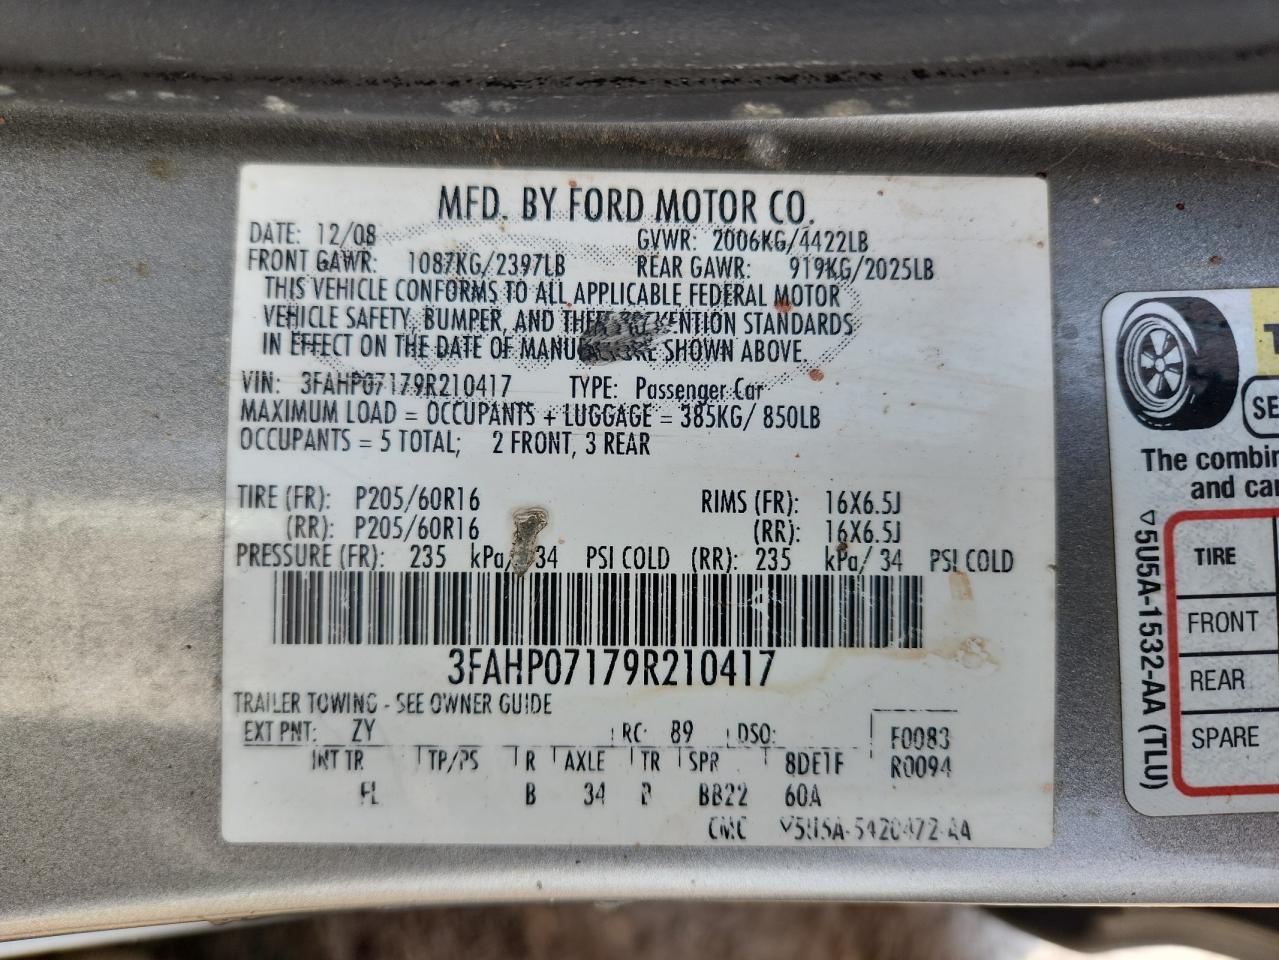 MFD. BY FORD MOTOR CO.
DATE: 12/08 GVWR: 2006KG/4422LB
FRONT GAWR: 1087KG/2397LB REAR GAWR: 919KG/2025LB
THIS VEHICLE CONFORMS TO ALL APPLICABLE FEDERAL MOTOR
VEHICLE SAFETY, BUMPER, AND STANDARDS
IN EFFECT ON THE DATE OF SHOWN ABOVE.
VIN: 3FAHP07179R210417 TYPE: Passenger Car
MAXIMUM LOAD = OCCUPANTS + LUGGAGE = 385KG/ 850LB
OCCUPANTS = 5 TOTAL; 2 FRONT, 3 REAR
TIRE (FR): P205/60R16 RIMS (FR): 16X6.5J
(RR): P205/60R16 (RR): 16X6.5J
PRESSURE (FR): 235 kPa/ 34 PSI COLD (RR): 235 kPa/ 34 PSI COLD
3FAHP07179R210417
TRAILER TOWING - SEE OWNER GUIDE
EXT PNT: ZY RC: 89 DSO: F0083
INT TR TP/PS R AXLE TR SPR 8DE1F R0094
B 34 BB22 60A
CMC
The combin
and car
TIRE
FRONT
REAR
SPARE
▽5U5A-1532-AA (TLU)